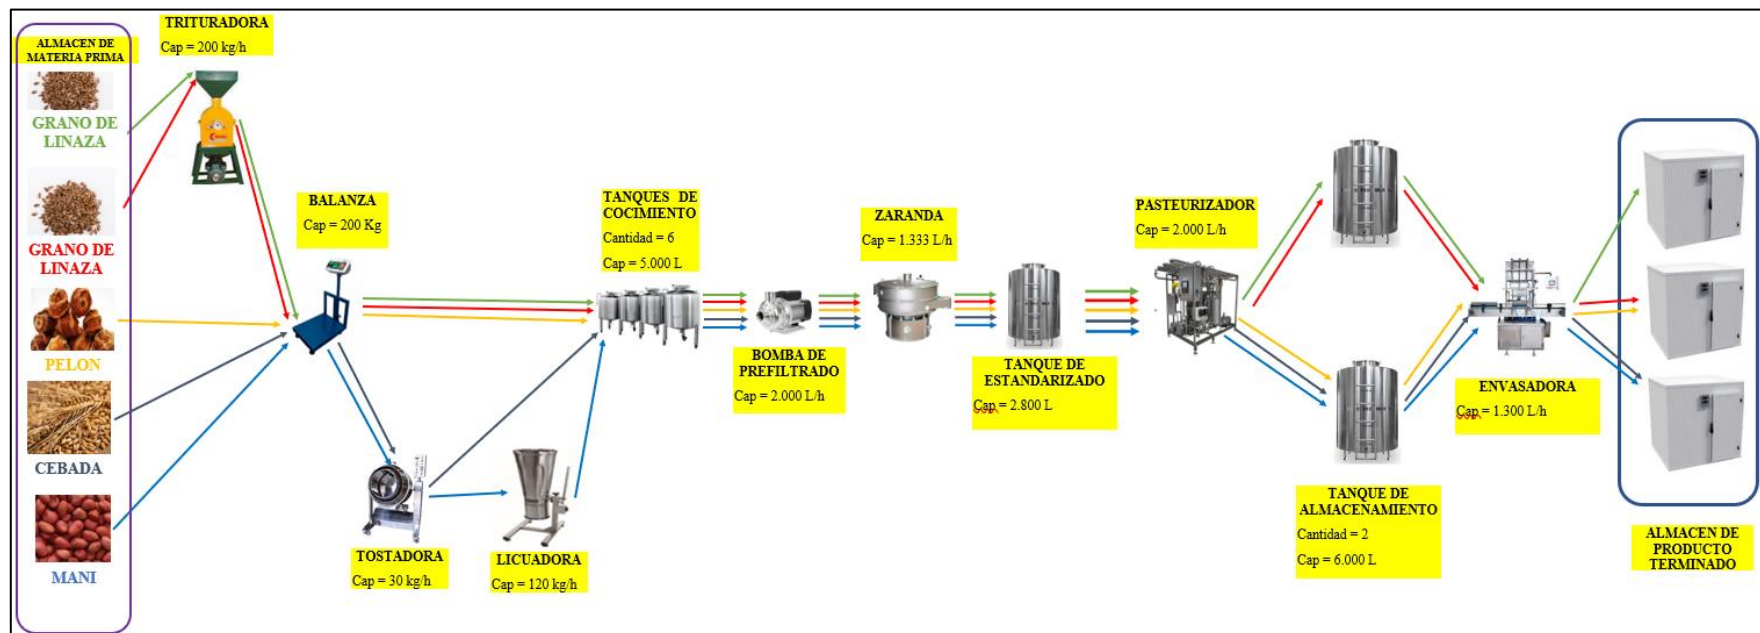 ALMACEN DE
MATERIA PRIMA
GRANO DE
LINAZA
GRANO DE
LINAZA
PELON
CEBADA
MANI
TRITURADORA
Cap = 200 kg/h
BALANZA
Cap = 200 Kg
TOSTADORA
Cap = 30 kg/h
LICUADORA
Cap = 120 kg/h
TANQUES DE
COCIMIENTO
Cantidad = 6
Cap = 5.000 L
BOMBA DE
PREFILTRADO
Cap = 2.000 L/h
ZARANDA
Cap = 1.333 L/h
TANQUE DE
ESTANDARIZADO
Cap = 2.800 L
PASTEURIZADOR
Cap = 2.000 L/h
TANQUE DE
ALMACEÑAMIENTO
Cantidad = 2
Cap = 6.000 L
ENVASADORA
Cap = 1.300 L/h
ALMACEN DE
PRODUCTO
TERMINADO